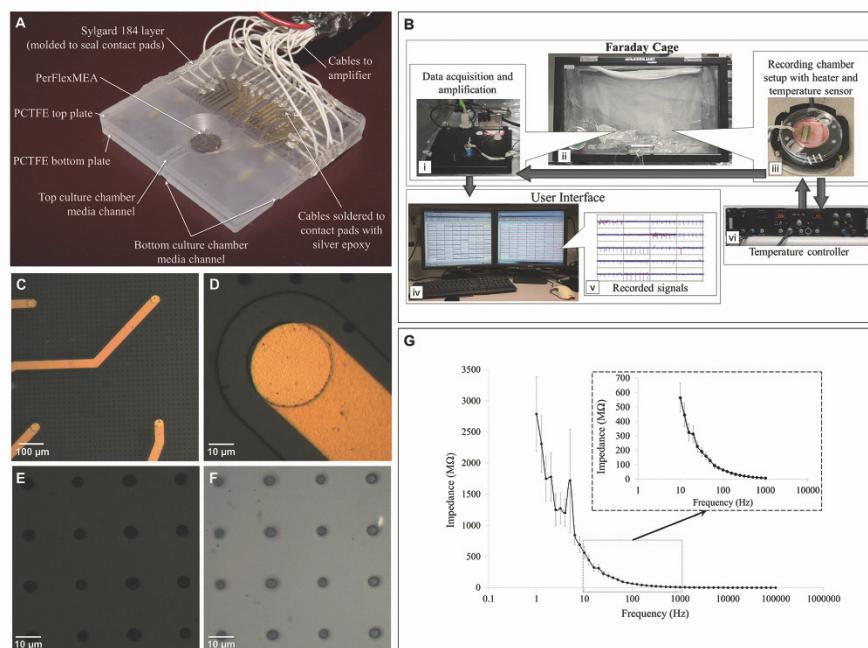 A
Sylgard 184 layer
(molded to seal contact pads)
PerFlexMEA
PCTFE top plate
PCTFE bottom plate
Top culture chamber
media channel
Bottom culture chamber
media channel
Cables to
amplifier
Cables soldered to
contact pads with
silver epoxy
B
Faraday Cage
Data acquisition and
amplification
i
ii
Recording chamber
setup with heater and
temperature sensor
iii
User Interface
iv
v
Recorded signals
vi
Temperature controller
C
100 µm
D
10 µm
E
10 µm
F
10 µm
G
Impedance (MΩ)
3500
3000
2500
2000
1500
1000
500
0
0.1
1
10
100
1000
10000
100000
1000000
Frequency (Hz)
Impedance (MΩ)
700
600
500
400
300
200
100
0
1
10
100
1000
10000
Frequency (Hz)